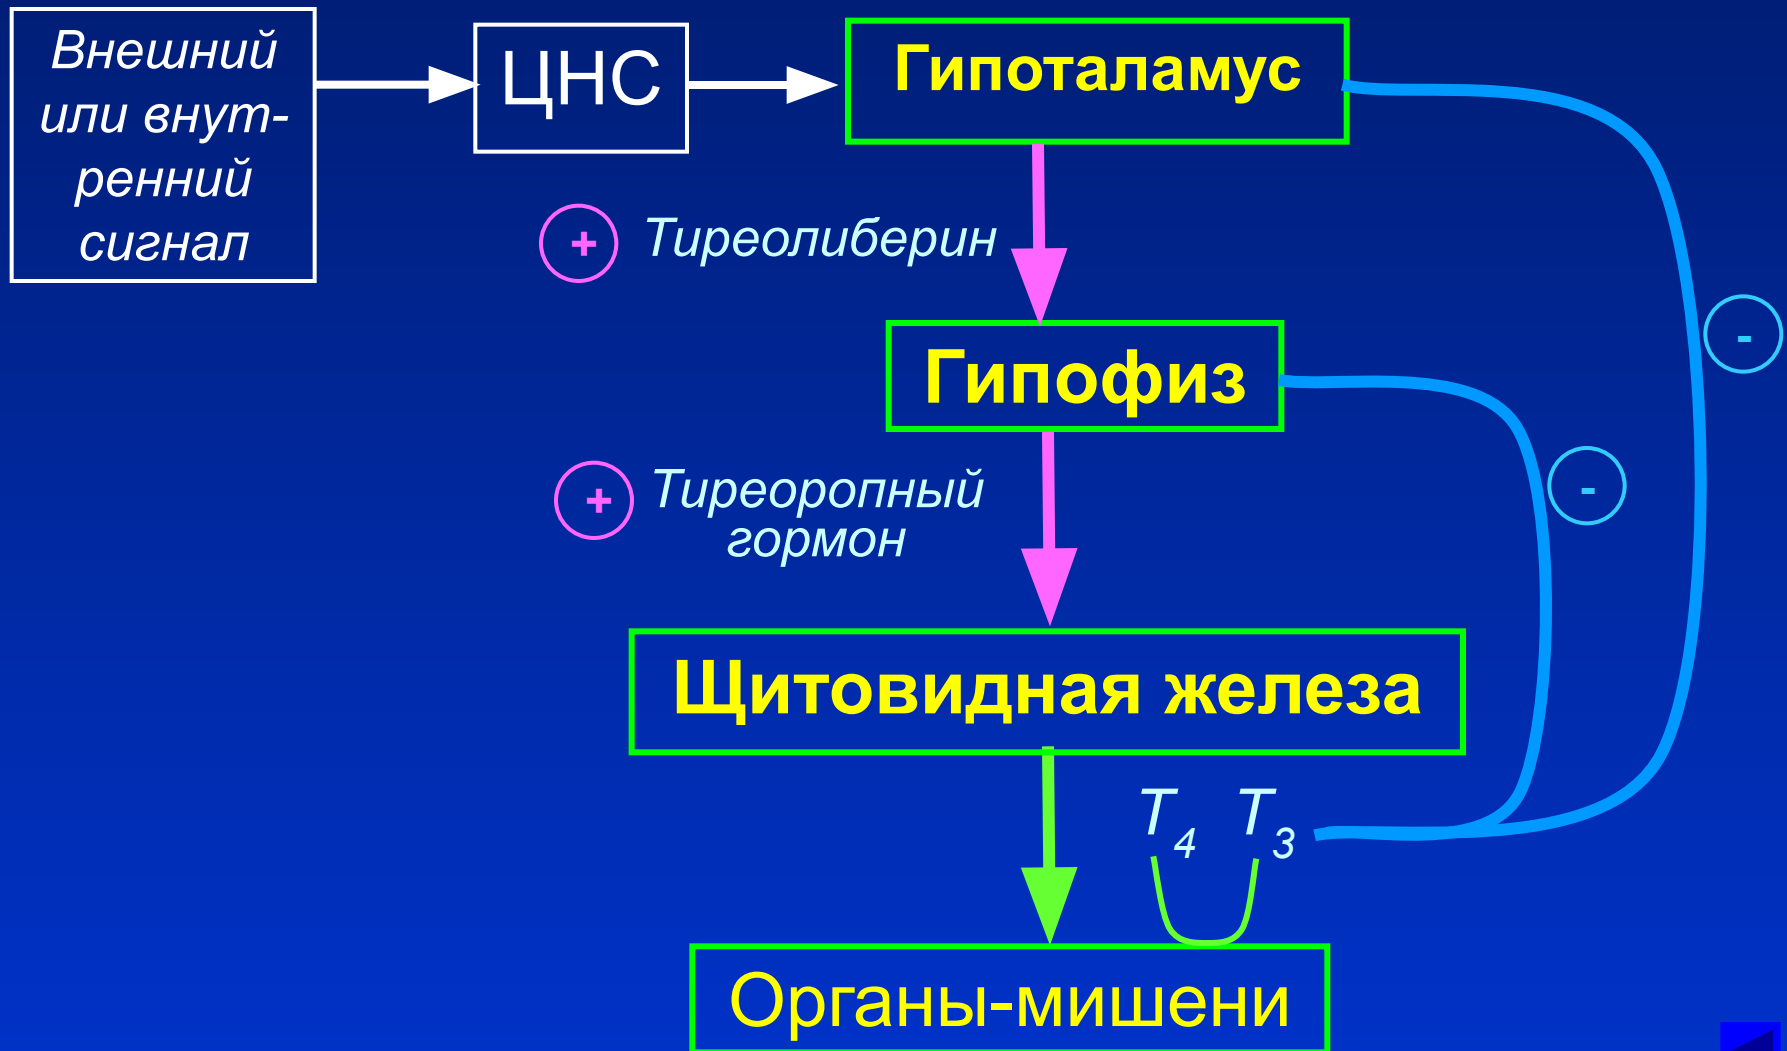 Внешний
или внут-
ренний
сигнал
ЦНС
Гипоталамус
+ Тиреолиберин
-
Гипофиз
-
+ Тиреоропный
гормон
Щитовидная железа
T4 T3
Органы-мишени